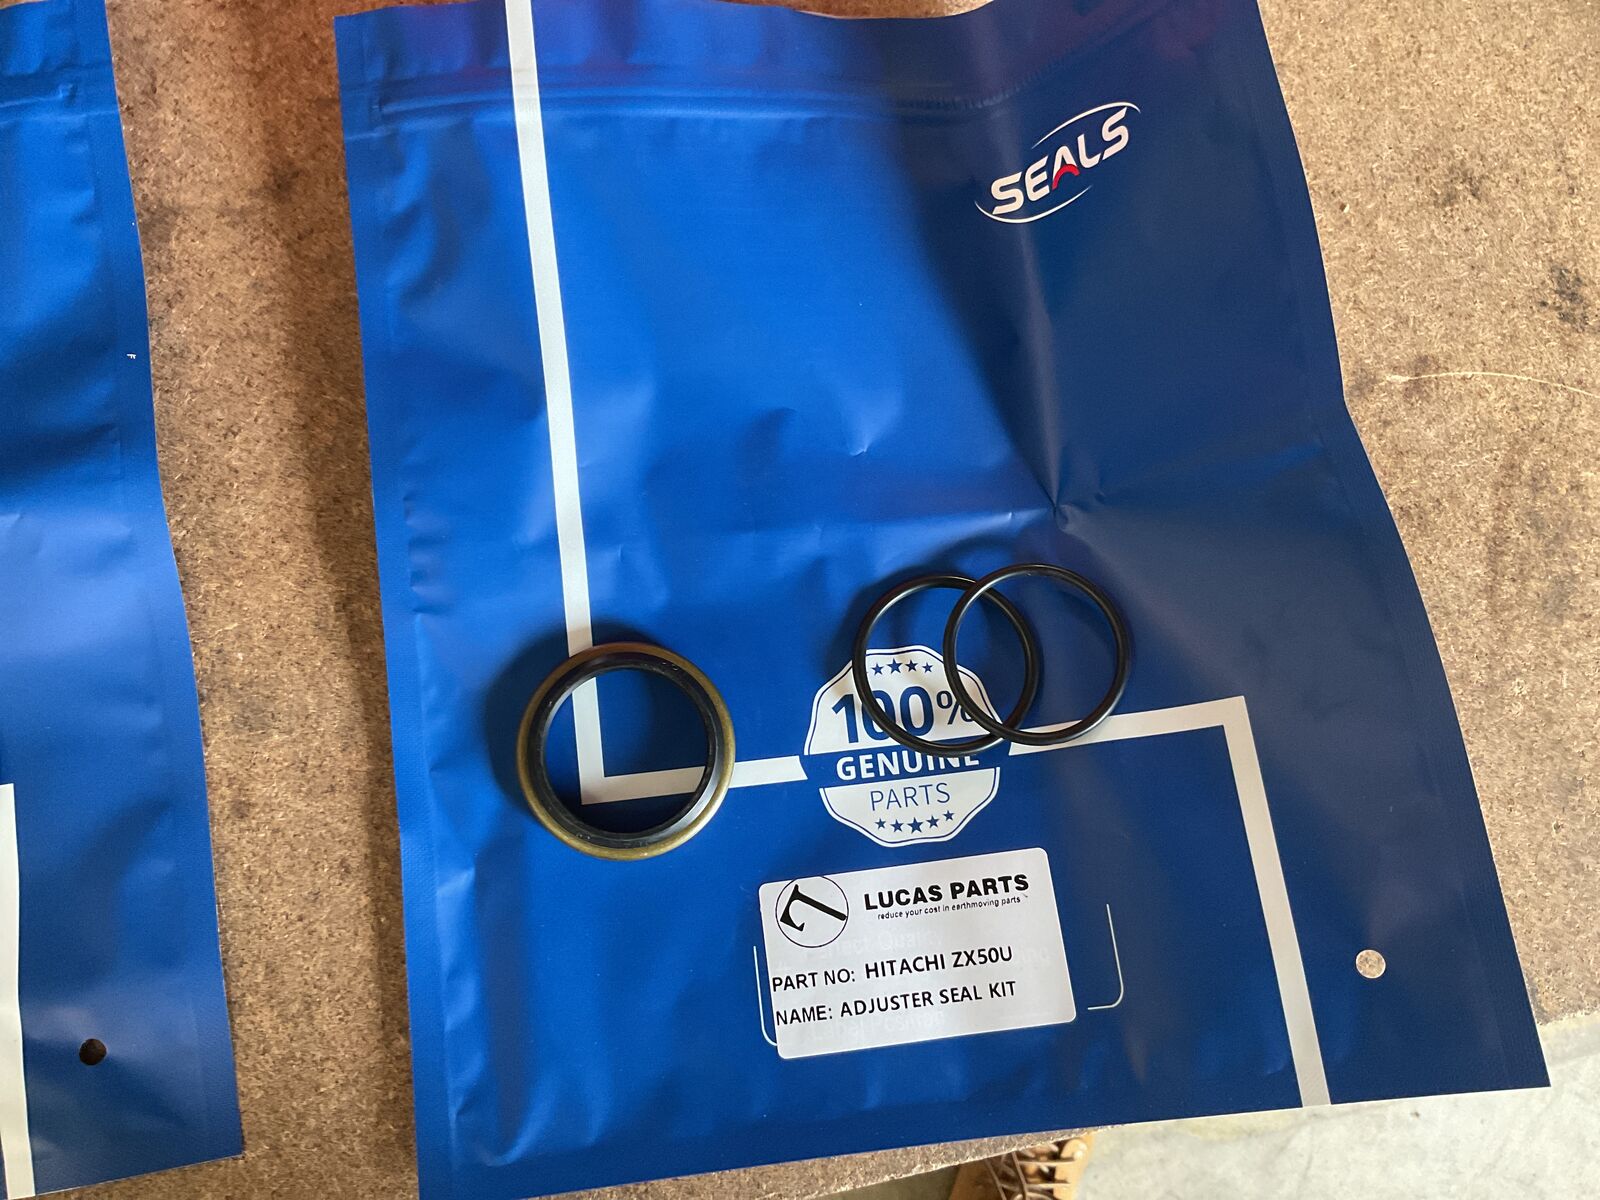 SEALS
100%
GENUINE
PARTS
LUCAS PARTS
reduce your cost in earthmoving parts
PART NO: HITACHI ZX50U
NAME: ADJUSTER SEAL KIT